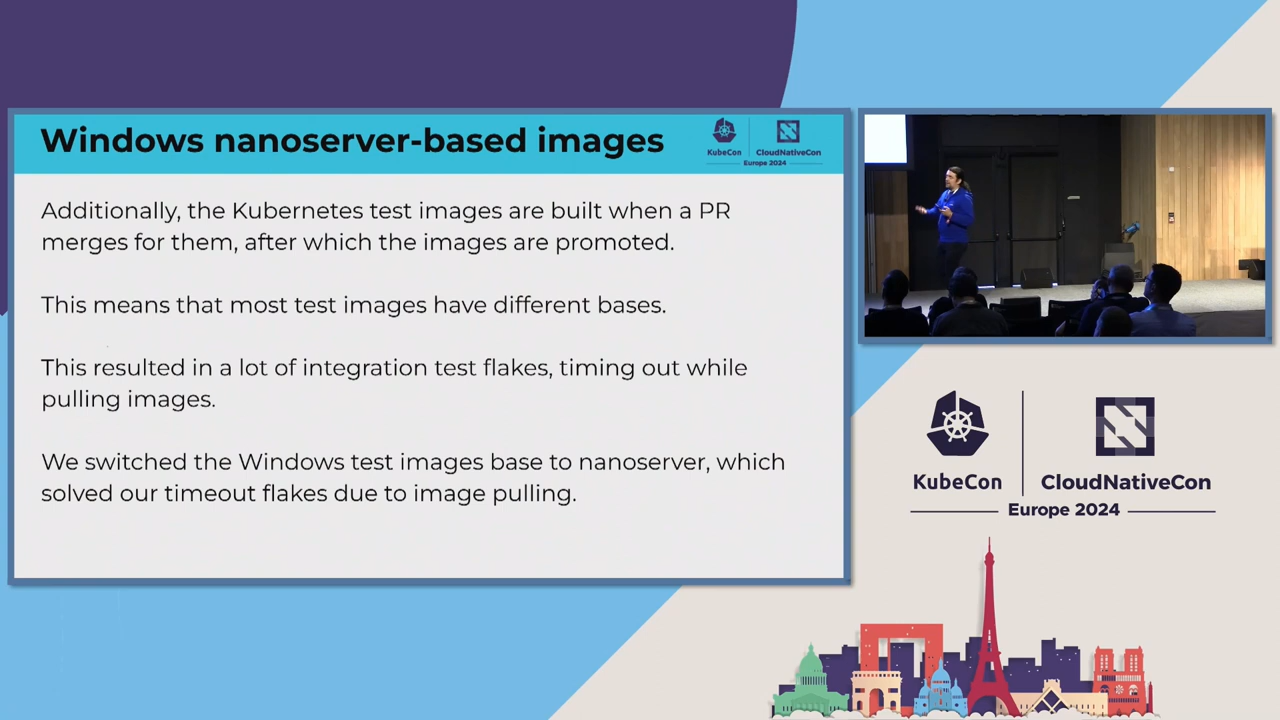 Windows nanoserver-based images
KubeCon
CloudNativeCon
Europe 2024
Additionally, the Kubernetes test images are built when a PR
merges for them, after which the images are promoted.
This means that most test images have different bases.
This resulted in a lot of integration test flakes, timing out while
pulling images.
We switched the Windows test images base to nanoserver, which
solved our timeout flakes due to image pulling.
KubeCon
CloudNativeCon
Europe 2024